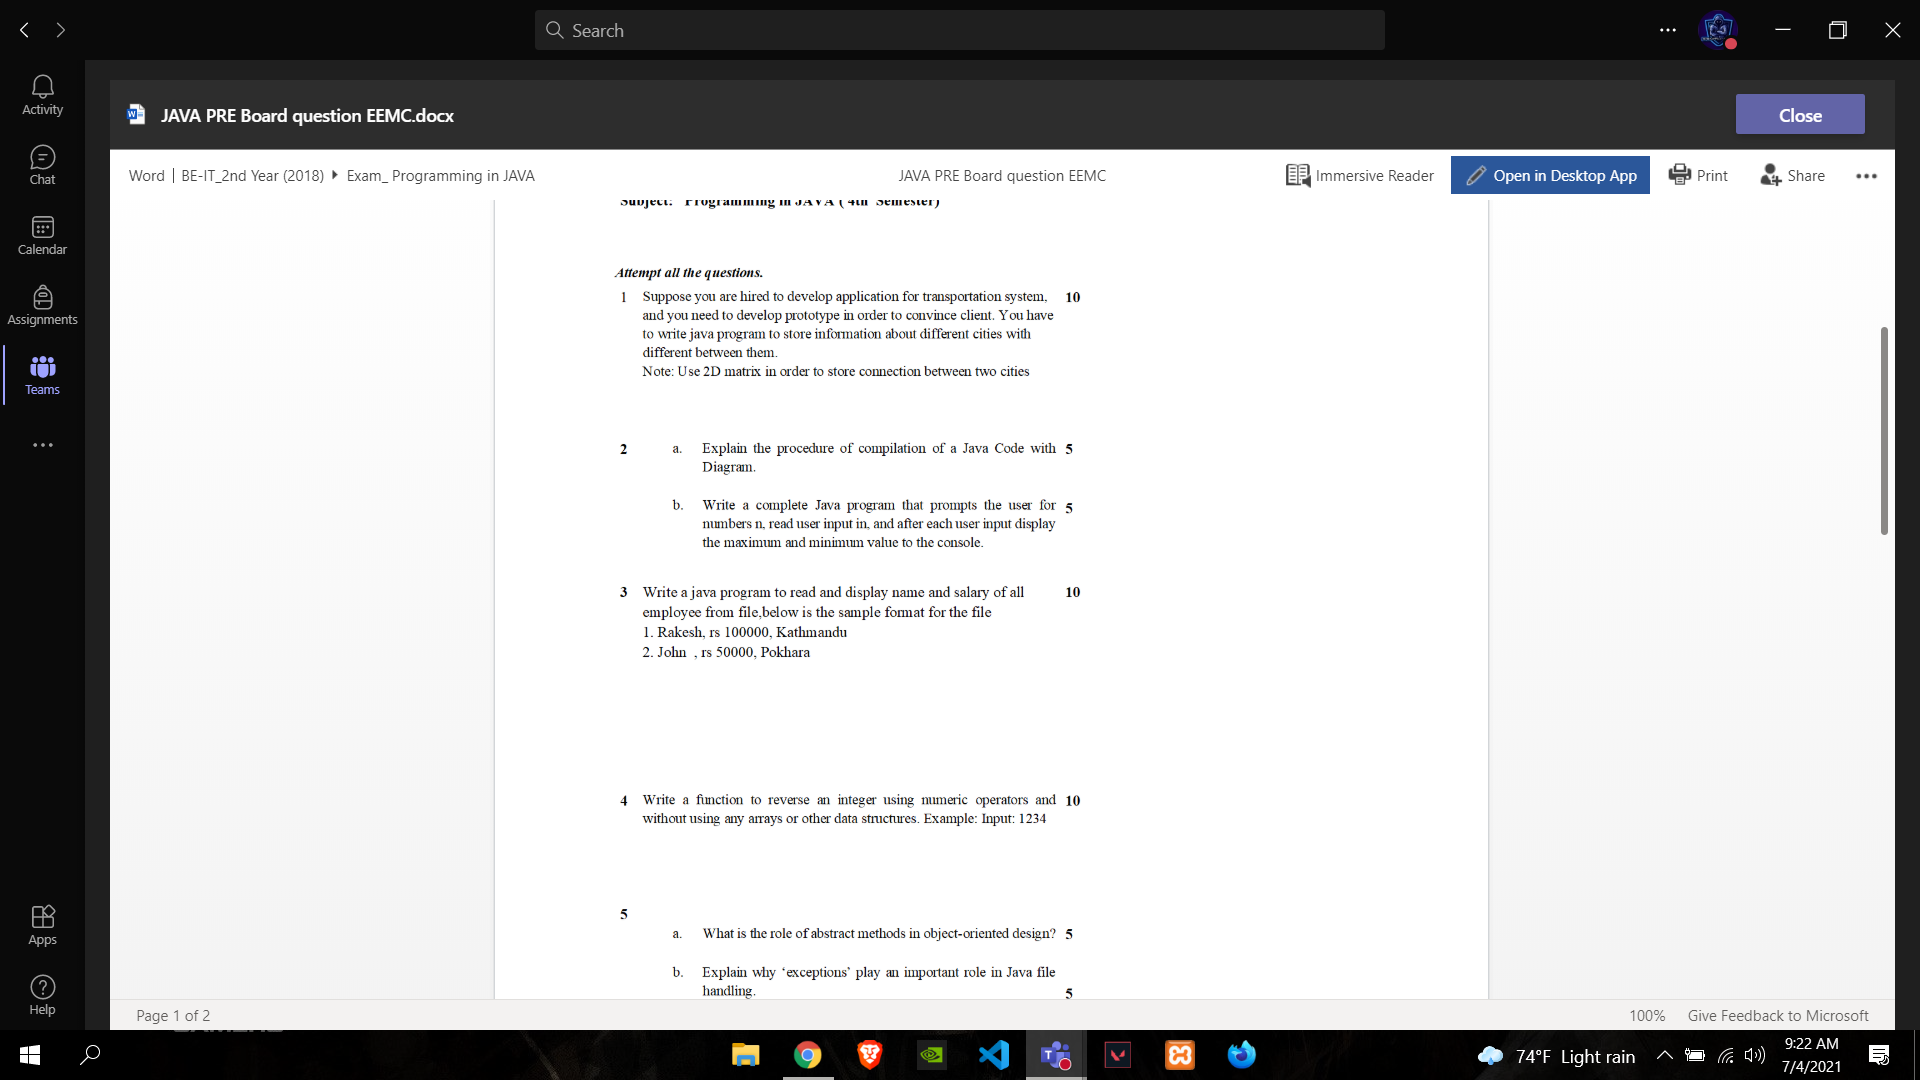 Search
Activity
Chat
Calendar
Assignments
Teams
Apps
Help
JAVA PRE Board question EEMC.docx
Close
Word | BE-IT_2nd Year (2018) Exam_ Programming in JAVA
JAVA PRE Board question EEMC
Immersive Reader
Open in Desktop App
Print
Share
Subject: Programming in JAVA ( 4th Semester)
Attempt all the questions.
1 Suppose you are hired to develop application for transportation system, 10
and you need to develop prototype in order to convince client. You have
to write java program to store information about different cities with
different between them.
Note: Use 2D matrix in order to store connection between two cities
2 a. Explain the procedure of compilation of a Java Code with 5
Diagram.
b. Write a complete Java program that prompts the user for 5
numbers n, read user input in, and after each user input display
the maximum and minimum value to the console.
3 Write a java program to read and display name and salary of all 10
employee from file,below is the sample format for the file
1. Rakesh, rs 100000, Kathmandu
2. John , rs 50000, Pokhara
4 Write a function to reverse an integer using numeric operators and 10
without using any arrays or other data structures. Example: Input: 1234
5
a. What is the role of abstract methods in object-oriented design? 5
b. Explain why ‘exceptions’ play an important role in Java file
handling. 5
Page 1 of 2
100% Give Feedback to Microsoft
74°F Light rain
9:22 AM
7/4/2021